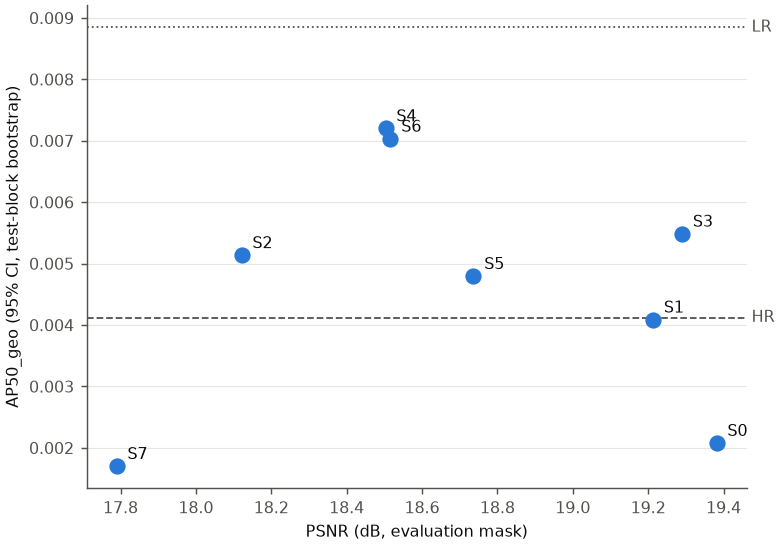 0.009
LR
0.008
S4
0.007
S6
0.006
S3
S2
0.005
S5
S1
HR
0.004
0.003
S0
0.002
S7
AP50_geo (95% CI, test-block bootstrap)
17.8 18.0 18.2 18.4 18.6 18.8 19.0 19.2 19.4
PSNR (dB, evaluation mask)